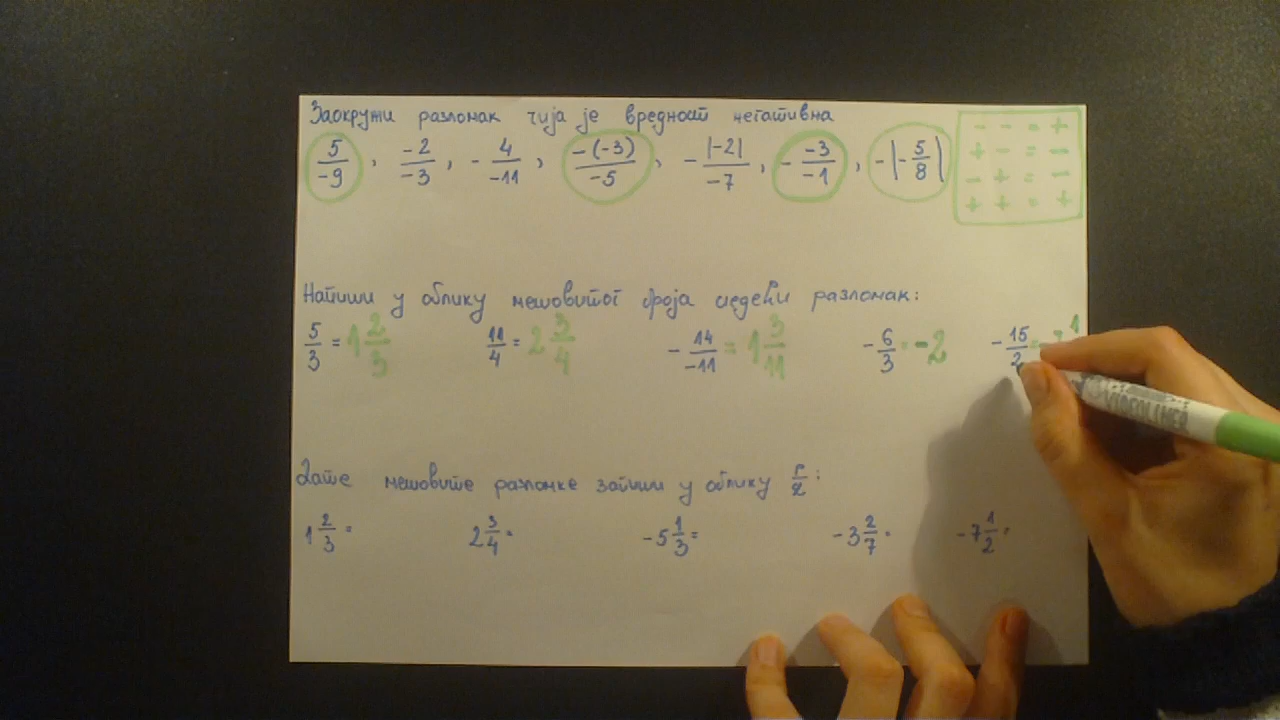 Заокружи разломак чија је вредност негативна
5/-9 , -2/-3 , - 4/-11 , -(-3)/-5 , - |-2|/-7 , - -3/-1 , -|-5/8|
- - = +
+ - = -
- + = -
+ + = +
Напиши у облику мешовитог броја следећи разломак:
5/3 = 1 2/3 11/4 = 2 3/4 - 14/-11 = 1 3/11 - 6/3 = -2 - 15/2 =
Дате мешовите разломке запиши у облику
1 2/3 = 2 3/4 = -5 1/3 = -3 2/7 = -7 1/2 =